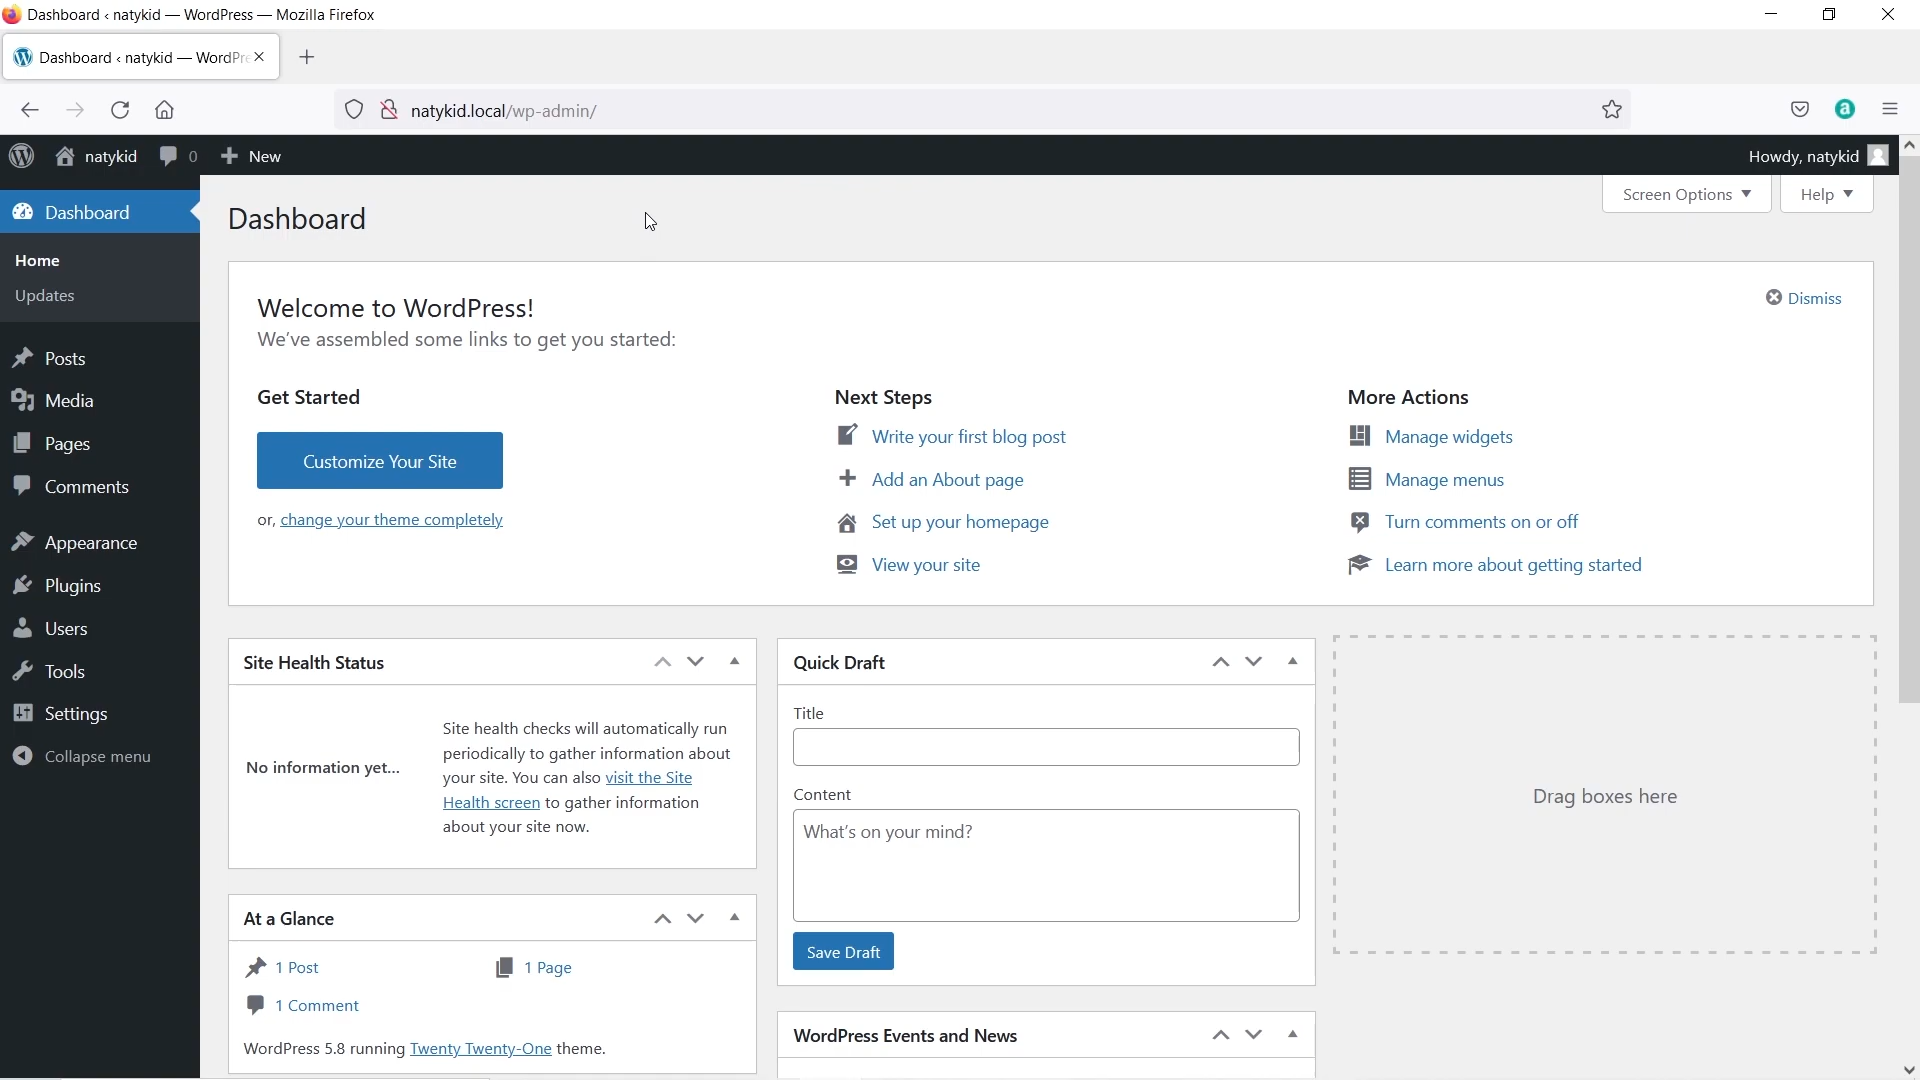 Dashboard ‹ natykid — WordPress — Mozilla Firefox
Dashboard ‹ natykid — WordPre
natykid.local/wp-admin/
natykid
0
New
Howdy, natykid
Dashboard
Home
Updates
Posts
Media
Pages
Comments
Appearance
Plugins
Users
Tools
Settings
Collapse menu
Screen Options
Help
Dashboard
Welcome to WordPress!
We've assembled some links to get you started:
Dismiss
Get Started
Customize Your Site
or, change your theme completely
Next Steps
Write your first blog post
Add an About page
Set up your homepage
View your site
More Actions
Manage widgets
Manage menus
Turn comments on or off
Learn more about getting started
Site Health Status
No information yet...
Site health checks will automatically run
periodically to gather information about
your site. You can also visit the Site
Health screen to gather information
about your site now.
At a Glance
1 Post
1 Page
1 Comment
WordPress 5.8 running Twenty Twenty-One theme.
Quick Draft
Title
Content
What's on your mind?
Save Draft
WordPress Events and News
Drag boxes here